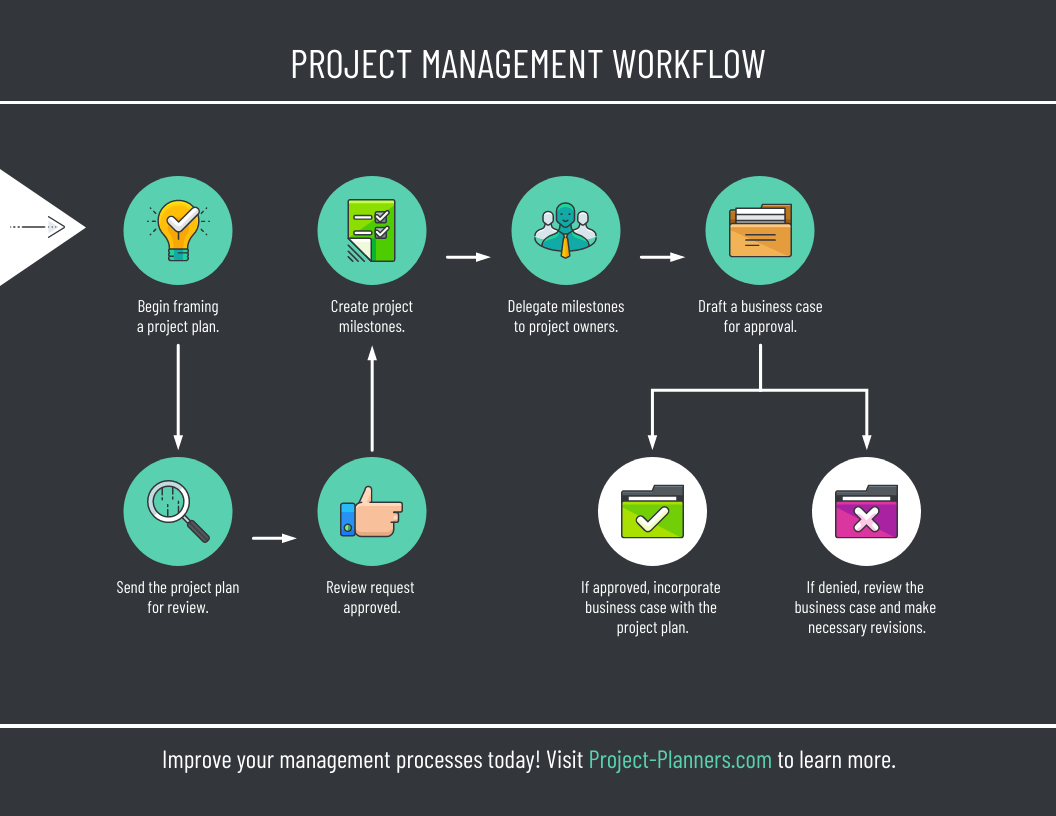 PROJECT MANAGEMENT WORKFLOW
Begin framing
a project plan.
Create project
milestones.
Delegate milestones
to project owners.
Draft a business case
for approval.
Send the project plan
for review.
Review request
approved.
If approved, incorporate
business case with the
project plan.
If denied, review the
business case and make
necessary revisions.
Improve your management processes today! Visit Project-Planners.com to learn more.